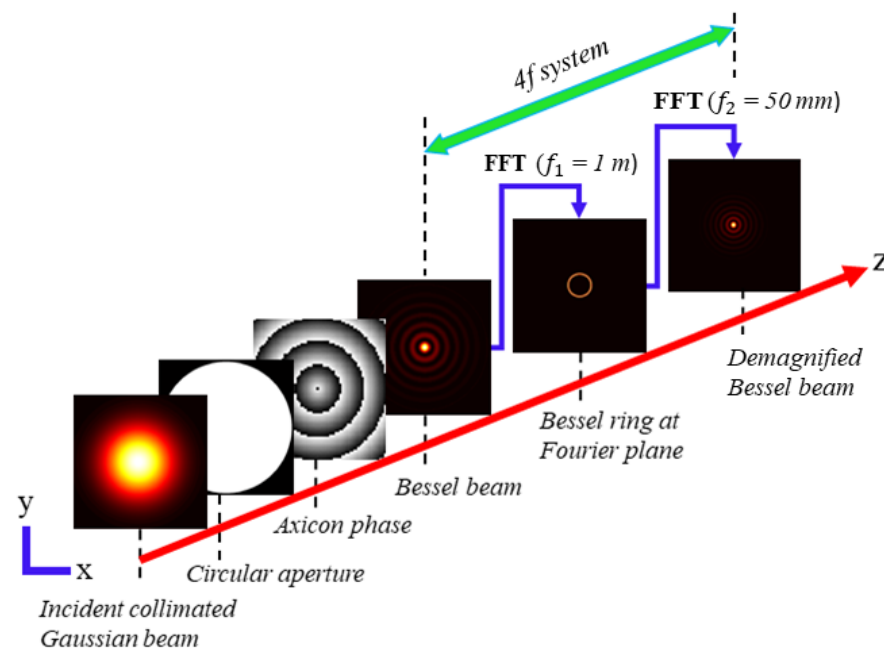 4f system
FFT (f₂ = 50 mm)
FFT (f₁ = 1 m)
z
Demagnified
Bessel beam
Bessel ring at
Fourier plane
Bessel beam
Axicon phase
y
x
Circular aperture
Incident collimated
Gaussian beam